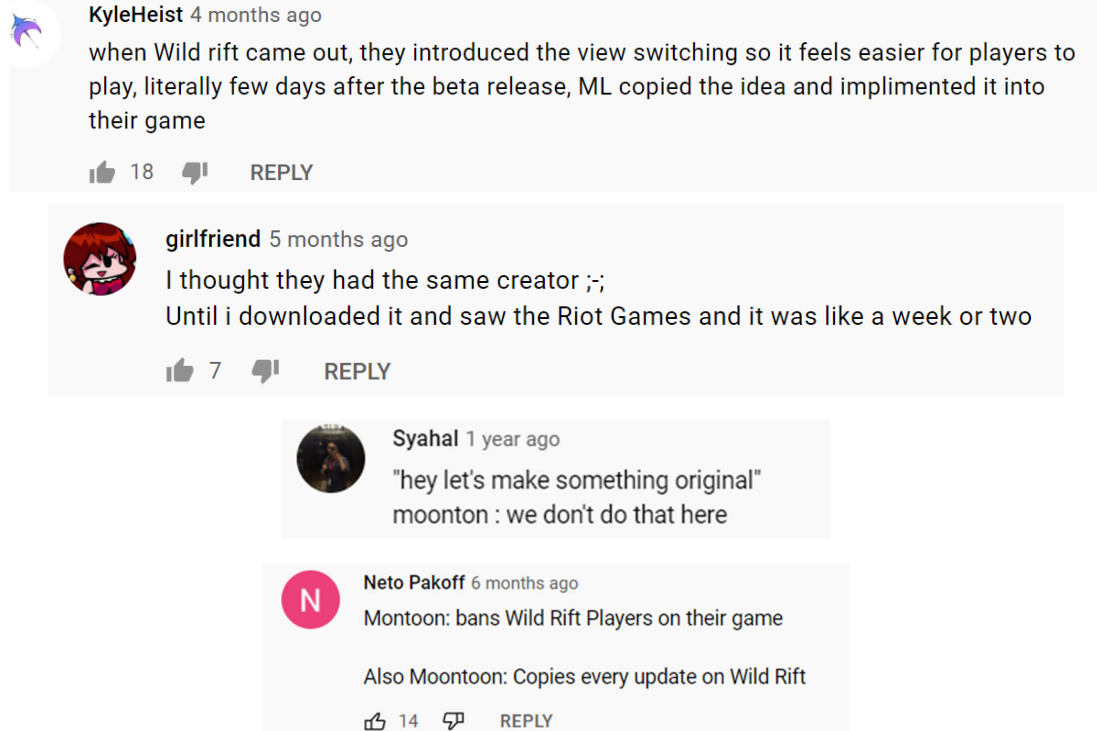 KyleHeist 4 months ago
when Wild rift came out, they introduced the view switching so it feels easier for players to
play, literally few days after the beta release, ML copied the idea and implimented it into
their game
18 REPLY
girlfriend 5 months ago
I thought they had the same creator ;-;
Until i downloaded it and saw the Riot Games and it was like a week or two
7 REPLY
Syahal 1 year ago
"hey let's make something original"
moonton : we don't do that here
N
Neto Pakoff 6 months ago
Montoon: bans Wild Rift Players on their game
Also Moontoon: Copies every update on Wild Rift
14 REPLY